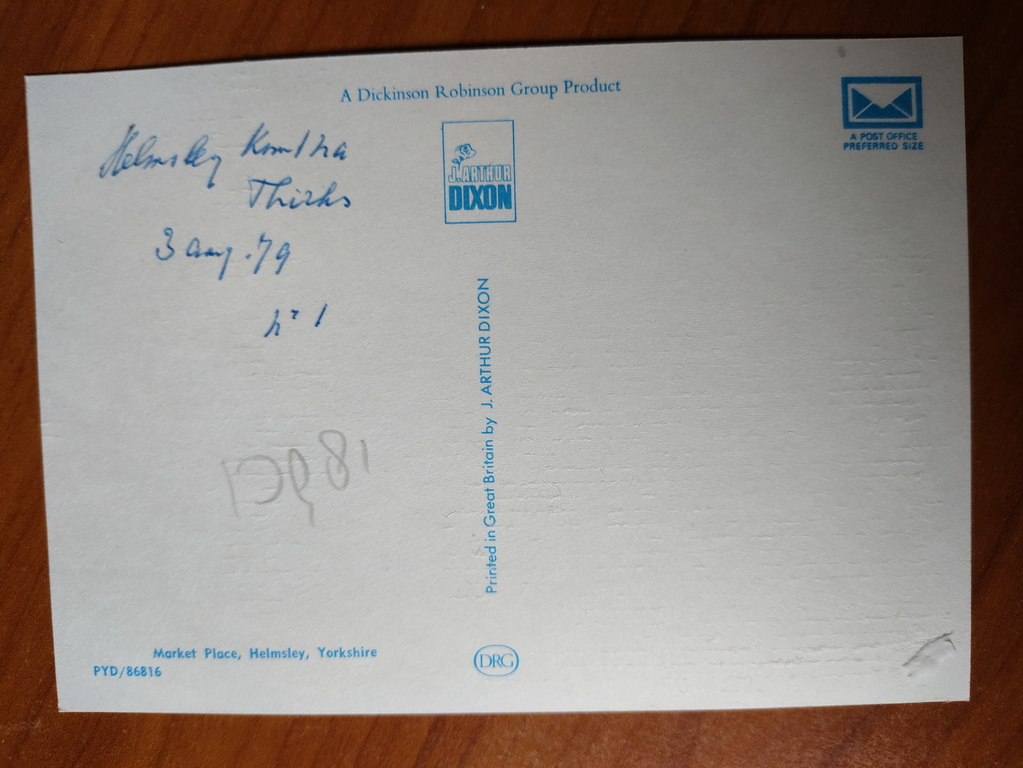 A Dickinson Robinson Group Product
A POST OFFICE
PREFERRED SIZE
J. ARTHUR
DIXON
Helmsley
3 aug. 79
n° 1
Printed in Great Britain by J. ARTHUR DIXON
Market Place, Helmsley, Yorkshire
PYD/86816
DRG